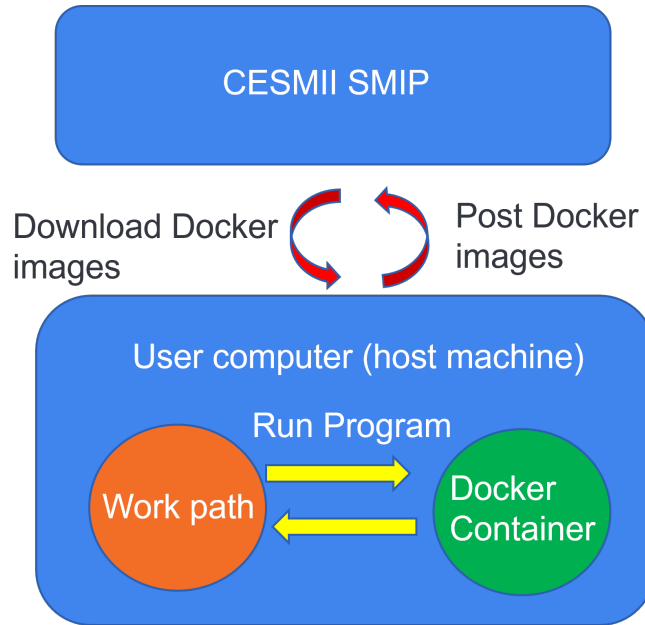 CESMII SMIP
Download Docker
images
Post Docker
images
User computer (host machine)
Run Program
Work path
Docker
Container